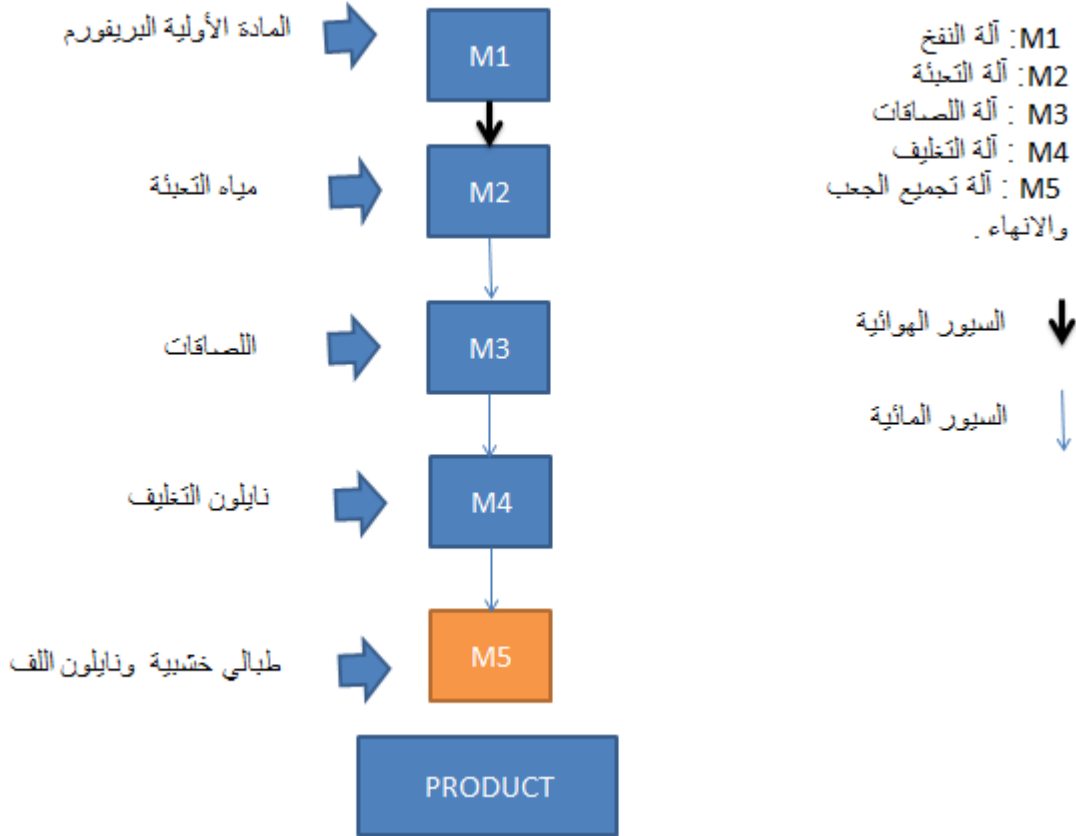 المادة الأولية البريفورم
M1
مياه التعبئة
M2
اللصاقات
M3
نايلون التغليف
M4
طبالي خشبية ونايلون اللف
M5
PRODUCT
M1: آلة النفخ
M2: آلة التعبئة
M3 : آلة اللصاقات
M4 : آلة التغليف
M5 : آلة تجميع الجعب
والانهاء .
السيور الهوائية
السيور المائية